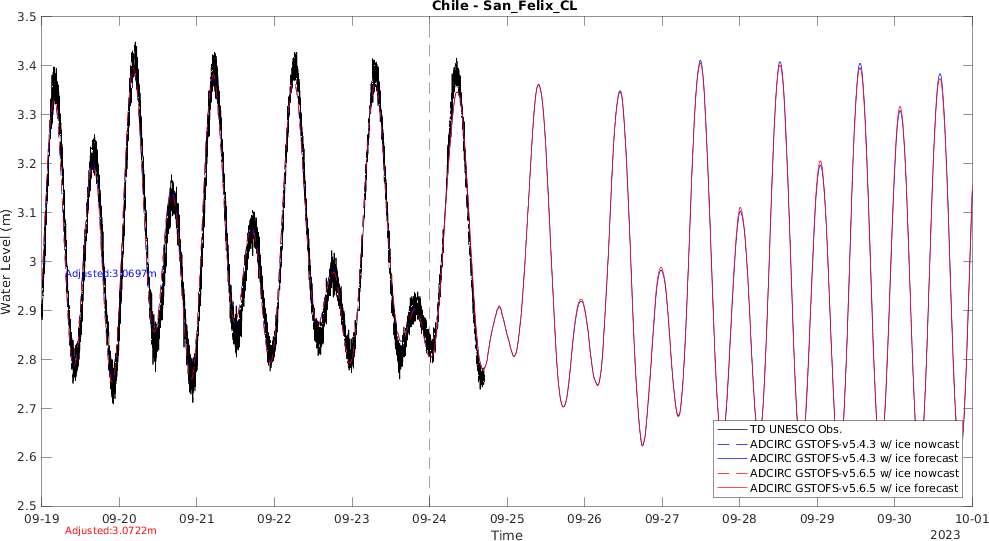 Chile - San_Felix_CL
3.5
3.4
3.3
3.2
3.1
3
2.9
2.8
2.7
2.6
2.5
Water Level (m)
Adjusted:3.0697m
TD UNESCO Obs.
ADCIRC GSTOFS-v5.4.3 w/ ice nowcast
ADCIRC GSTOFS-v5.4.3 w/ ice forecast
ADCIRC GSTOFS-v5.6.5 w/ ice nowcast
ADCIRC GSTOFS-v5.6.5 w/ ice forecast
09-19 09-20 09-21 09-22 09-23 09-24 09-25 09-26 09-27 09-28 09-29 09-30 10-01
Adjusted:3.0722m
Time
2023